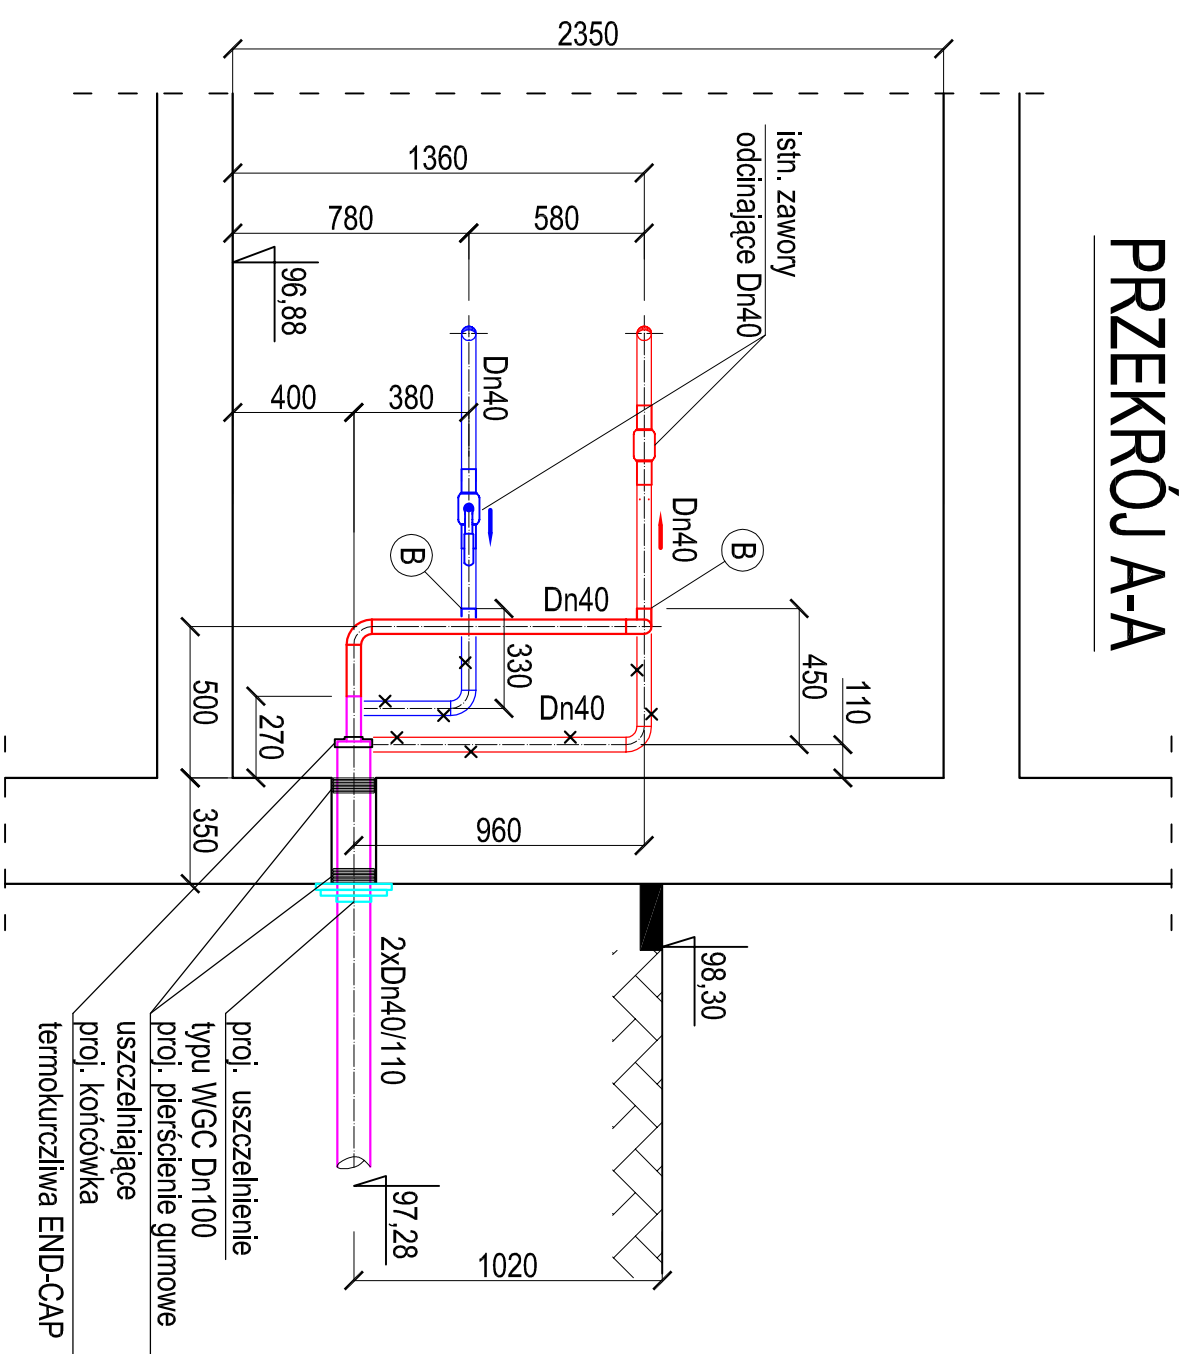 PRZEKRÓJ A-A
2350
1360
780
580
istn. zawory
odcinające Dn40
96,88
400
380
Dn40
Dn40
B
B
Dn40
330
450
110
Dn40
500
270
350
960
98,30
2xDn40/110
97,28
1020
proj. uszczelnienie
typu WGC Dn100
proj. pierścienie gumowe
uszczelniające
proj. końcówka
termokurczliwa END-CAP